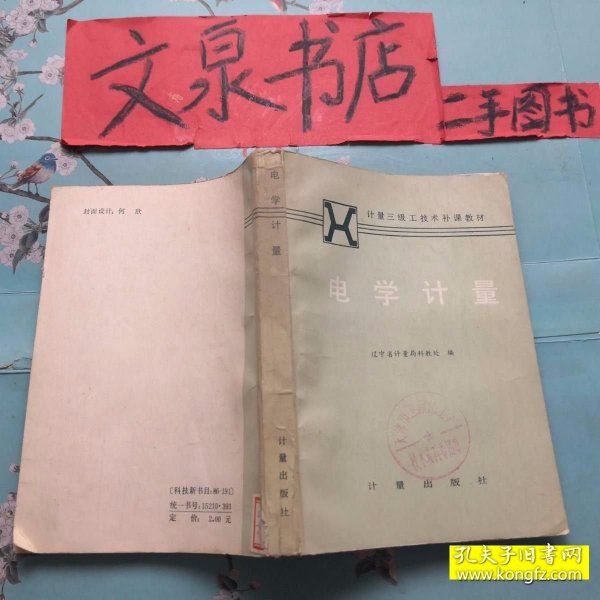 文泉书店
二手图书
封面设计：何 欣
〔科技新书目：86-191〕
统一书号：15210·393
定 价： 2.00 元
电学计量
计量出版社
计量三级工技术补课教材
电学计量
辽宁省计量局科教处 编
计量出版社
孔夫子旧书网
www.kongfz.com